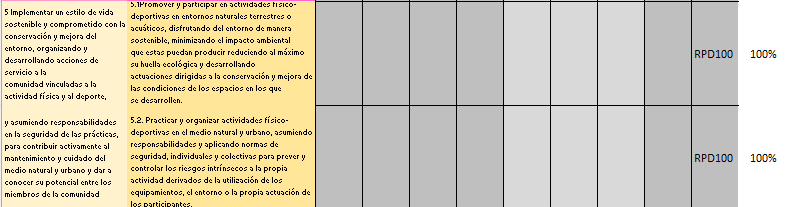 5 Implementar un estilo de vida
sostenible y comprometido con la
conservación y mejora del
entorno, organizando y
desarrollando acciones de
servicio a la
comunidad vinculadas a la
actividad física y al deporte,
y asumiendo responsabilidades
en la seguridad de las prácticas,
para contribuir activamente al
mantenimiento y cuidado del
medio natural y urbano y dar a
conocer su potencial entre los
miembros de la comunidad
5.1Promover y participar en actividades físico-
deportivas en entornos naturales terrestres o
acuáticos, disfrutando del entorno de manera
sostenible, minimizando el impacto ambiental
que estas puedan producir reduciendo al máximo
su huella ecológica y desarrollando
actuaciones dirigidas a la conservación y mejora de
las condiciones de los espacios en los que
se desarrollen.
RPD100
100%
5.2. Practicar y organizar actividades físico-
deportivas en el medio natural y urbano, asumiendo
responsabilidades y aplicando normas de
seguridad, individuales y colectivas para prever y
controlar los riesgos intrínsecos a la propia
actividad derivados de la utilización de los
equipamientos, el entorno o la propia actuación de
los participantes.
RPD100
100%